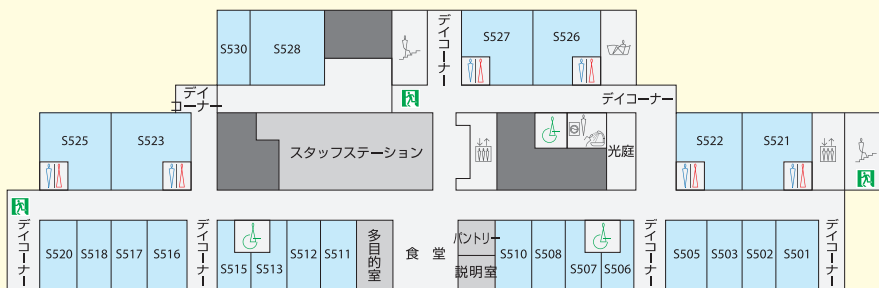 S530
S528
デイコーナー
S527
S526
デイ
コーナー
デイコーナー
S525
S523
スタッフステーション
光庭
S522
S521
デイコーナー
S520
S518
S517
S516
デイコーナー
S515
S513
S512
S511
多目的室
食堂
パントリー
説明室
S510
S508
S507
S506
デイコーナー
S505
S503
S502
S501
デイコーナー